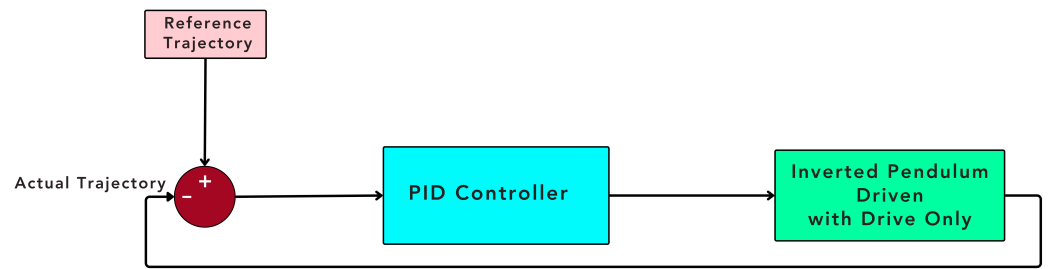 Reference
Trajectory
Actual Trajectory
+
−
PID Controller
Inverted Pendulum
Driven
with Drive Only